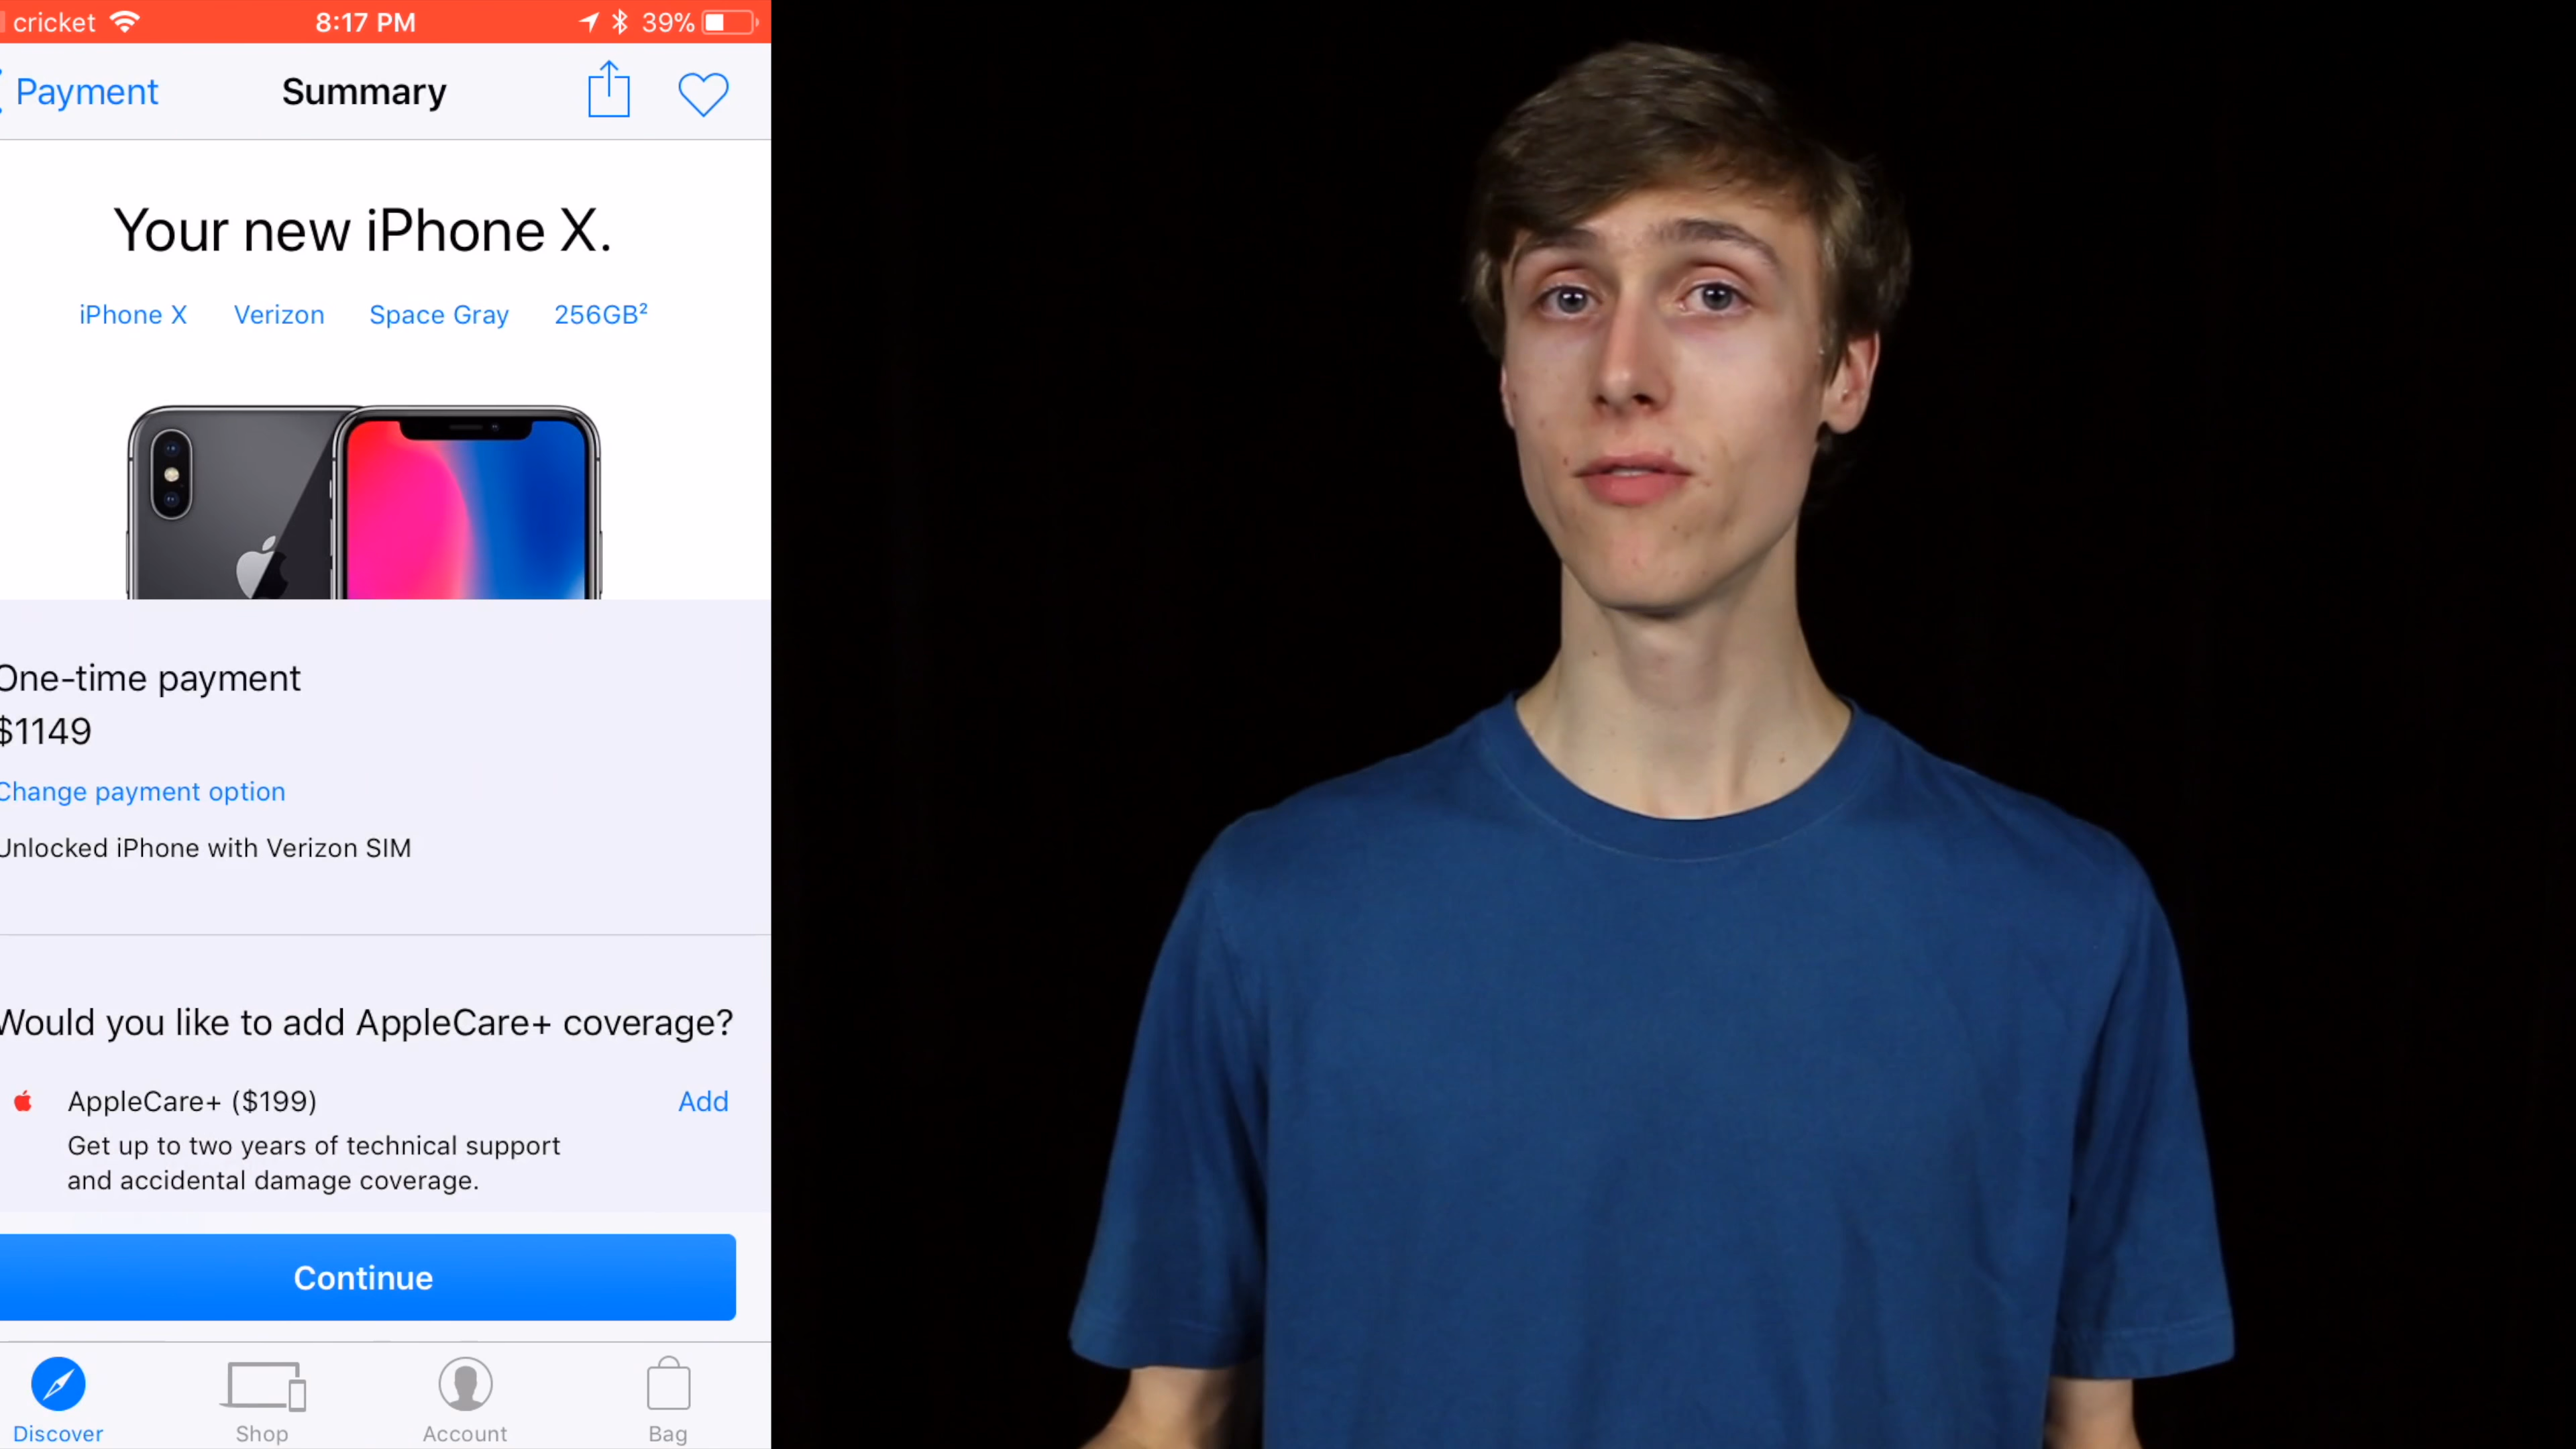 cricket 8:17 PM 39%
Payment Summary
Your new iPhone X.
iPhone X Verizon Space Gray 256GB²
One-time payment
$1149
Change payment option
Unlocked iPhone with Verizon SIM
Would you like to add AppleCare+ coverage?
AppleCare+ ($199) Add
Get up to two years of technical support
and accidental damage coverage.
Continue
Discover Shop Account Bag